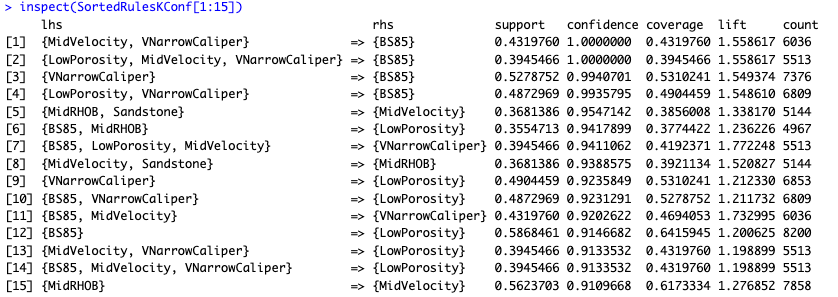 > inspect(SortedRulesKConf[1:15])
lhs rhs support confidence coverage lift count
[1] {MidVelocity, VNarrowCaliper} => {BS85} 0.4319760 1.0000000 0.4319760 1.558617 6036
[2] {LowPorosity, MidVelocity, VNarrowCaliper} => {BS85} 0.3945466 1.0000000 0.3945466 1.558617 5513
[3] {VNarrowCaliper} => {BS85} 0.5278752 0.9940701 0.5310241 1.549374 7376
[4] {LowPorosity, VNarrowCaliper} => {BS85} 0.4872969 0.9935795 0.4904459 1.548610 6809
[5] {MidRHOB, Sandstone} => {MidVelocity} 0.3681386 0.9547142 0.3856008 1.338170 5144
[6] {BS85, MidRHOB} => {LowPorosity} 0.3554713 0.9417899 0.3774422 1.236226 4967
[7] {BS85, LowPorosity, MidVelocity} => {VNarrowCaliper} 0.3945466 0.9411062 0.4192371 1.772248 5513
[8] {MidVelocity, Sandstone} => {MidRHOB} 0.3681386 0.9388575 0.3921134 1.520827 5144
[9] {VNarrowCaliper} => {LowPorosity} 0.4904459 0.9235849 0.5310241 1.212330 6853
[10] {BS85, VNarrowCaliper} => {LowPorosity} 0.4872969 0.9231291 0.5278752 1.211732 6809
[11] {BS85, MidVelocity} => {VNarrowCaliper} 0.4319760 0.9202622 0.4694053 1.732995 6036
[12] {BS85} => {LowPorosity} 0.5868461 0.9146682 0.6415945 1.200625 8200
[13] {MidVelocity, VNarrowCaliper} => {LowPorosity} 0.3945466 0.9133532 0.4319760 1.198899 5513
[14] {BS85, MidVelocity, VNarrowCaliper} => {LowPorosity} 0.3945466 0.9133532 0.4319760 1.198899 5513
[15] {MidRHOB} => {MidVelocity} 0.5623703 0.9109668 0.6173334 1.276852 7858